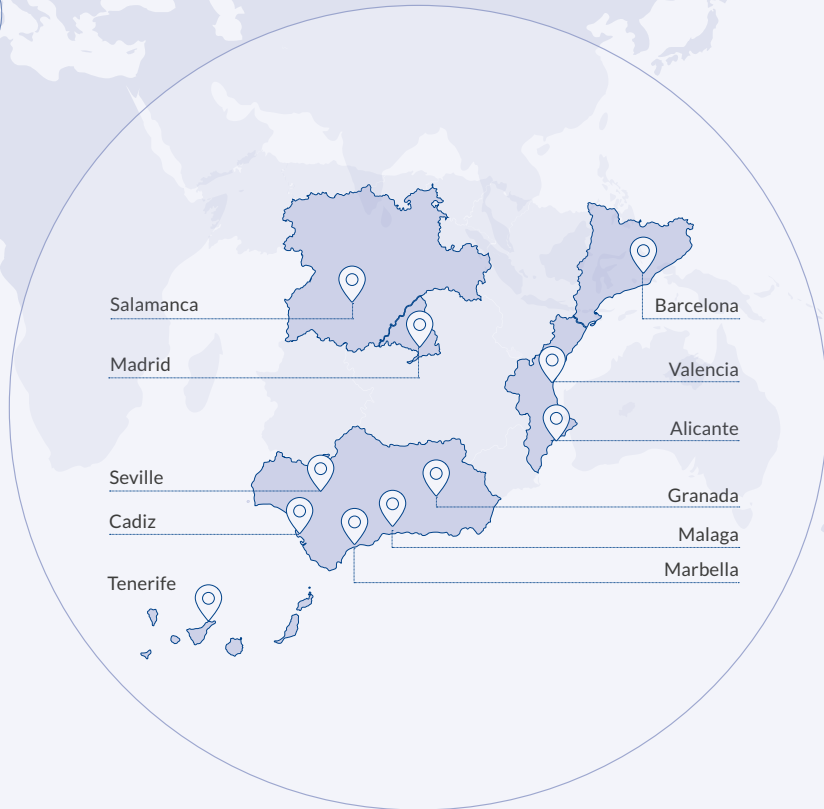 Salamanca
Barcelona
Madrid
Valencia
Alicante
Seville
Granada
Cadiz
Malaga
Marbella
Tenerife